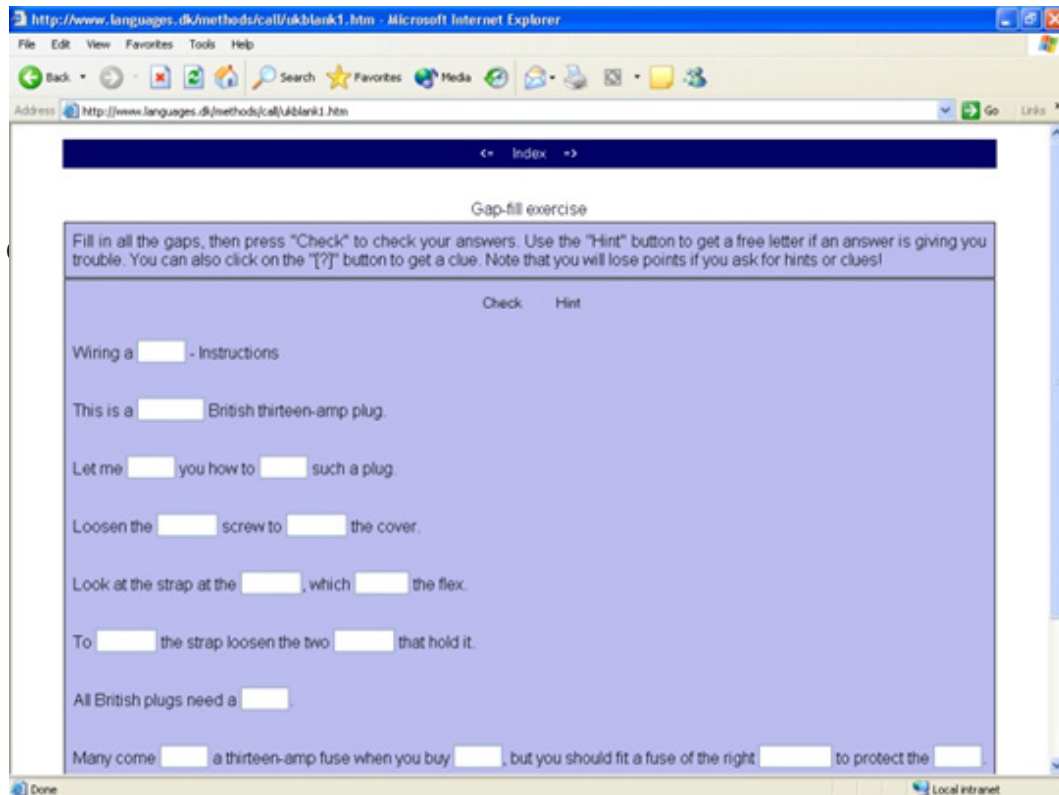 http://www.languages.dk/methods/call/ukblank1.htm - Microsoft Internet Explorer
File Edit View Favorites Tools Help
Back Search Favorites Media
Address http://www.languages.dk/methods/call/ukblank1.htm Go Links
<= Index =>
Gap-fill exercise
Fill in all the gaps, then press "Check" to check your answers. Use the "Hint" button to get a free letter if an answer is giving you
trouble. You can also click on the "[?]" button to get a clue. Note that you will lose points if you ask for hints or clues!
Check Hint
Wiring a - Instructions
This is a British thirteen-amp plug.
Let me you how to such a plug.
Loosen the screw to the cover.
Look at the strap at the , which the flex.
To the strap loosen the two that hold it.
All British plugs need a .
Many come a thirteen-amp fuse when you buy , but you should fit a fuse of the right to protect the .
Done Local intranet